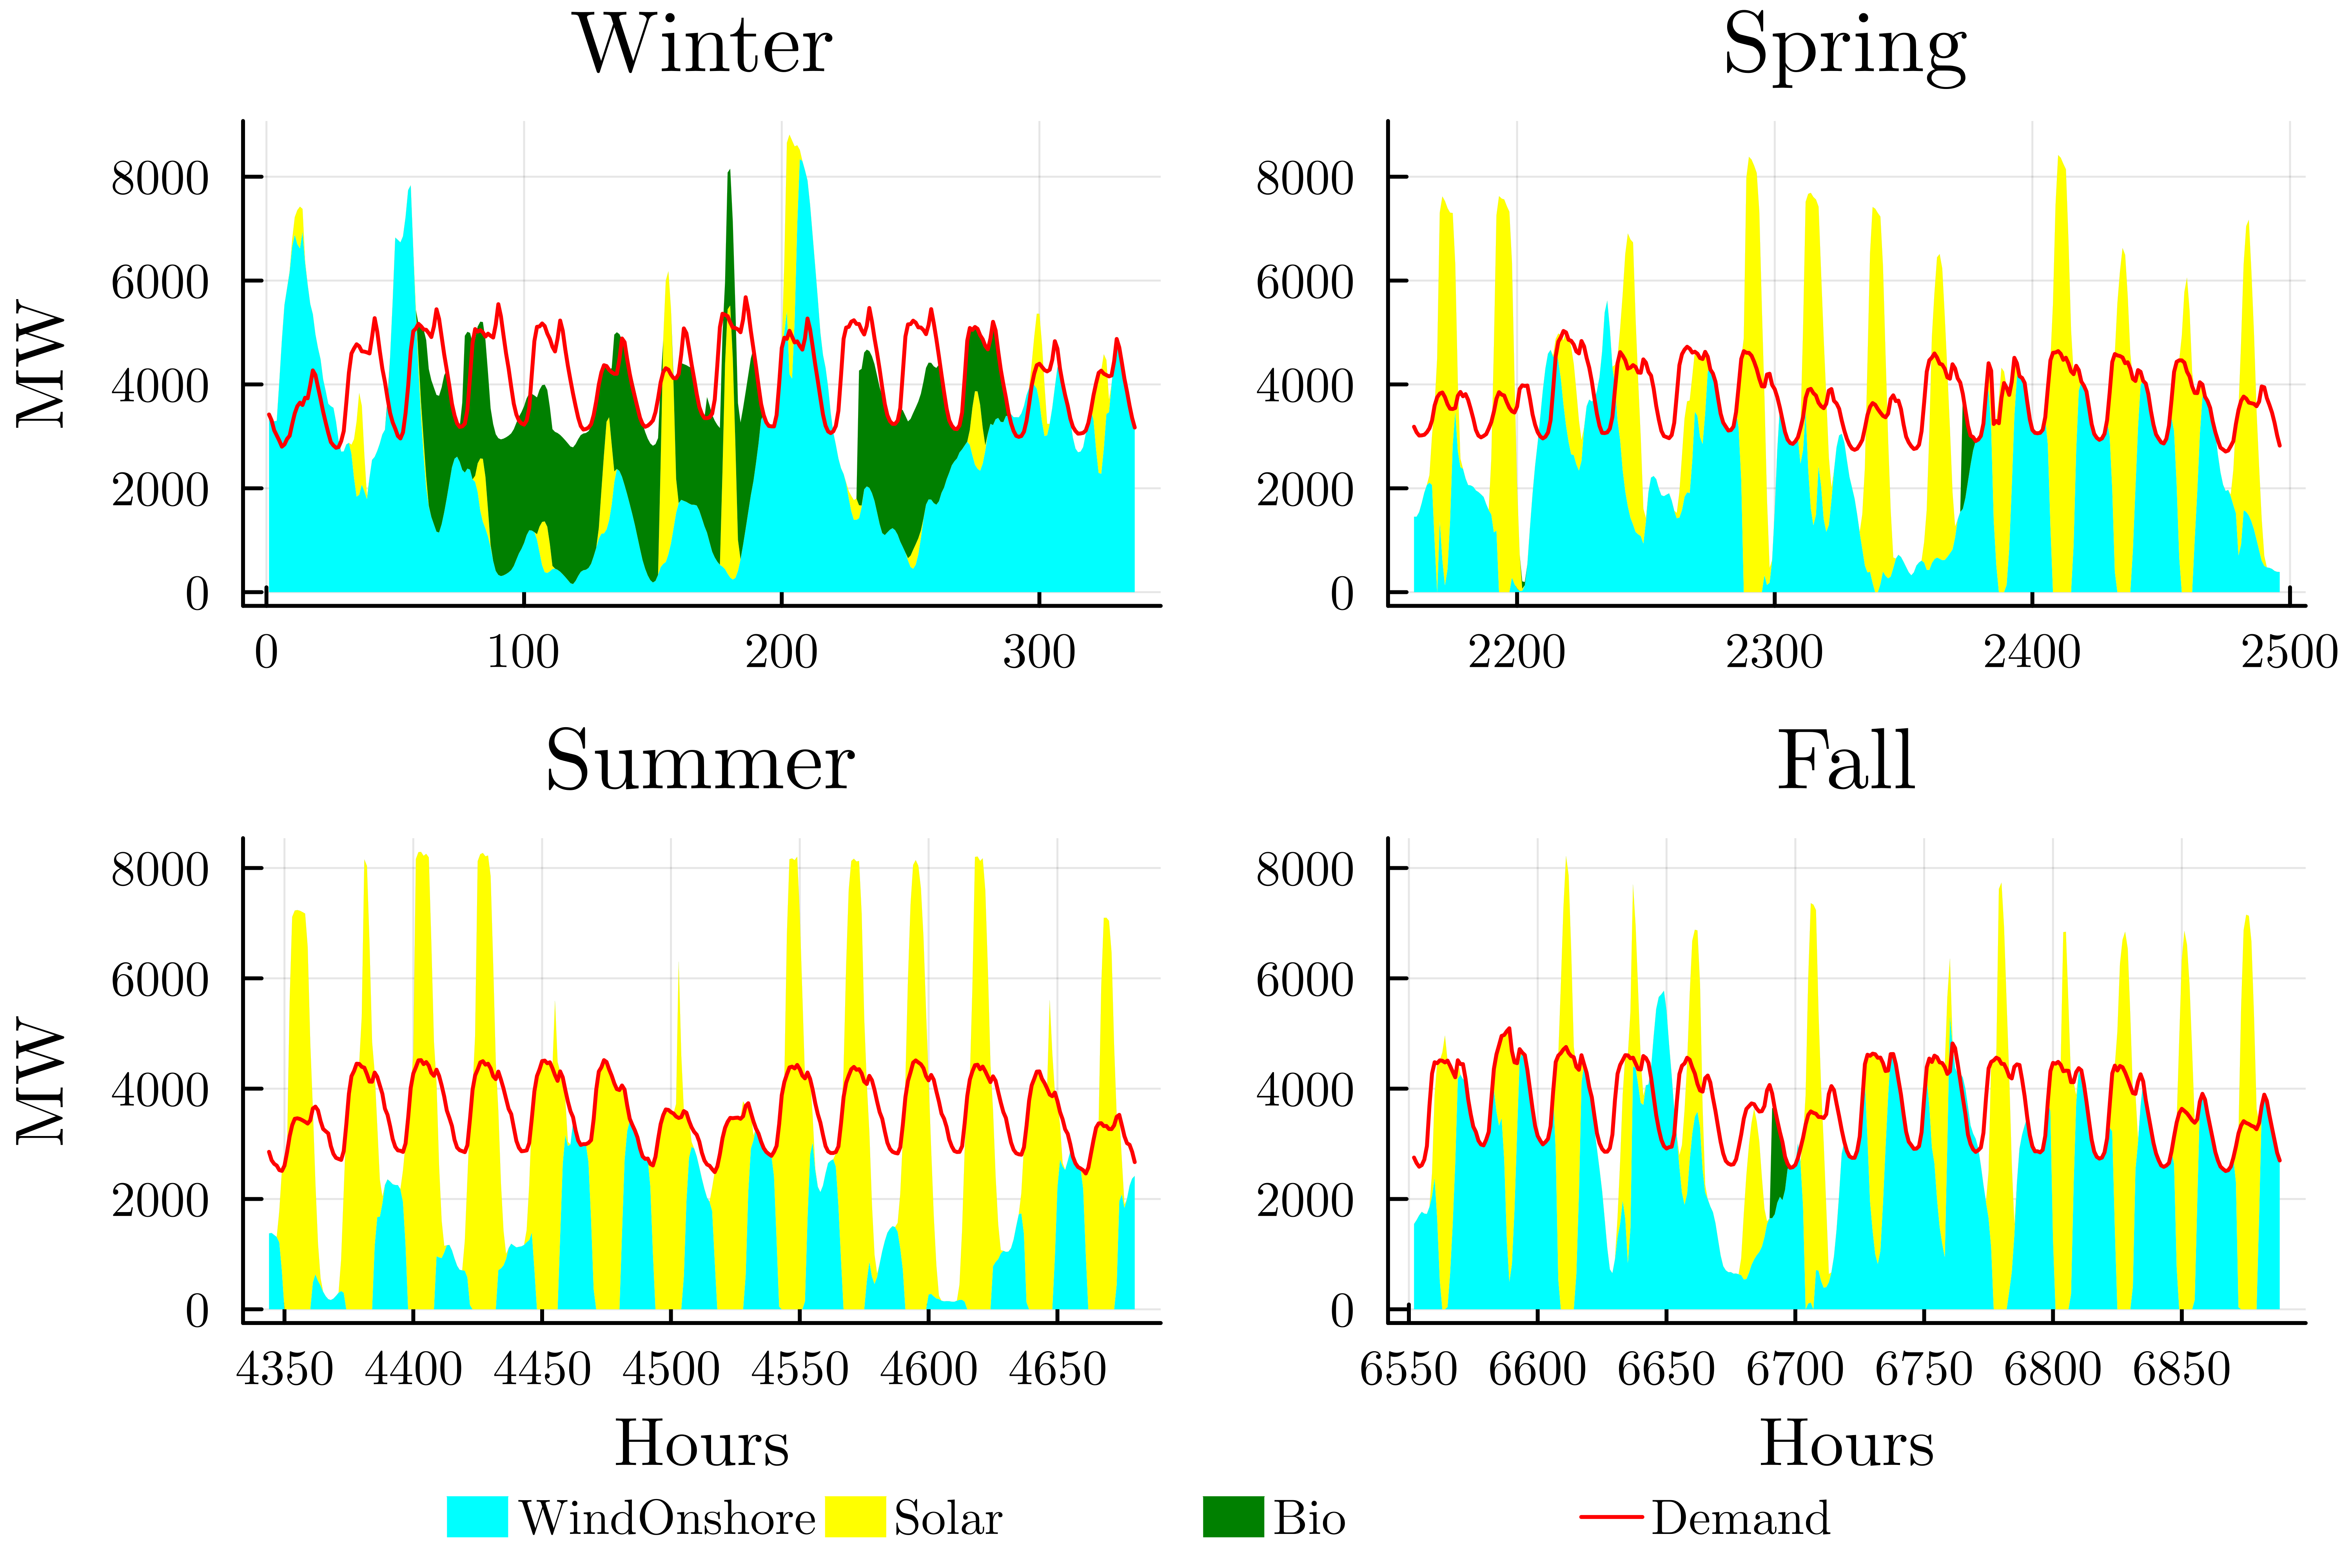 Winter Spring
8000 8000
6000 6000
MW
4000 4000
2000 2000
0 0
0 100 200 300 2200 2300 2400 2500
Summer Fall
8000 8000
6000 6000
MW
4000 4000
2000 2000
0 0
4350 4400 4450 4500 4550 4600 4650 6550 6600 6650 6700 6750 6800 6850
Hours Hours
WindOnshore Solar Bio Demand